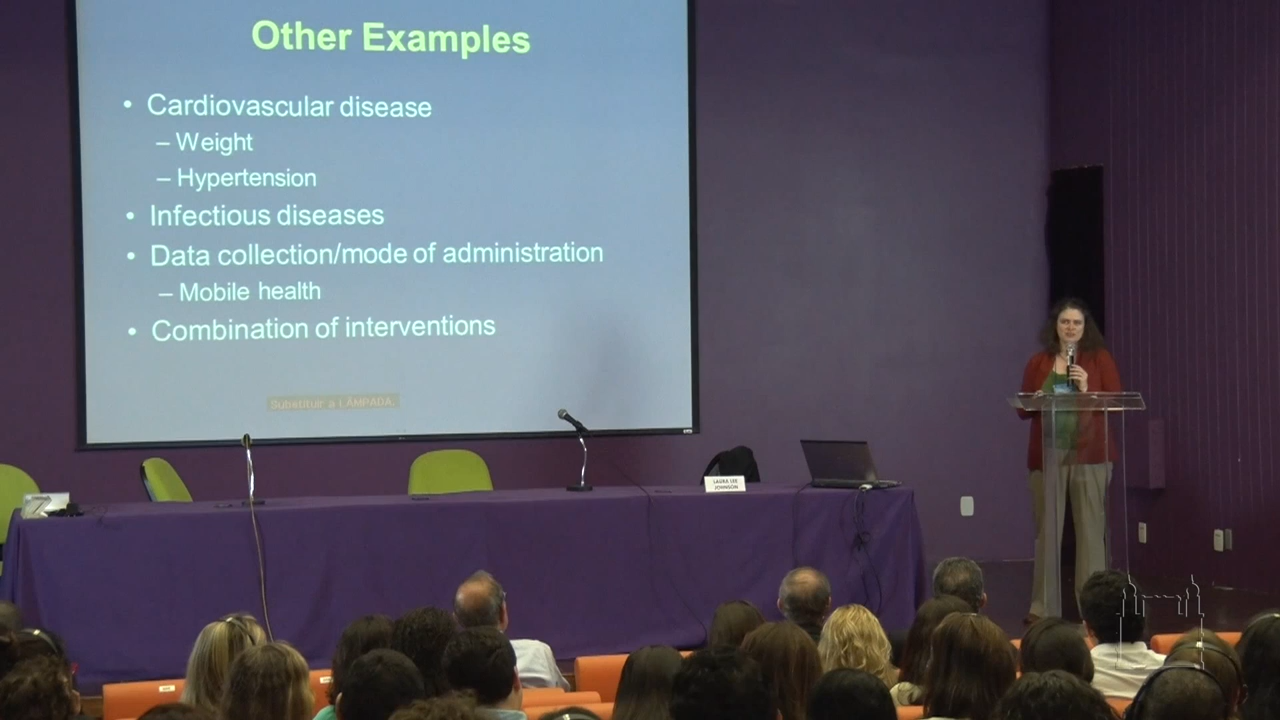 Other Examples
• Cardiovascular disease
– Weight
– Hypertension
• Infectious diseases
• Data collection/mode of administration
– Mobile health
• Combination of interventions
Substituir a LÂMPADA.
LAURA LEE
JOHNSON